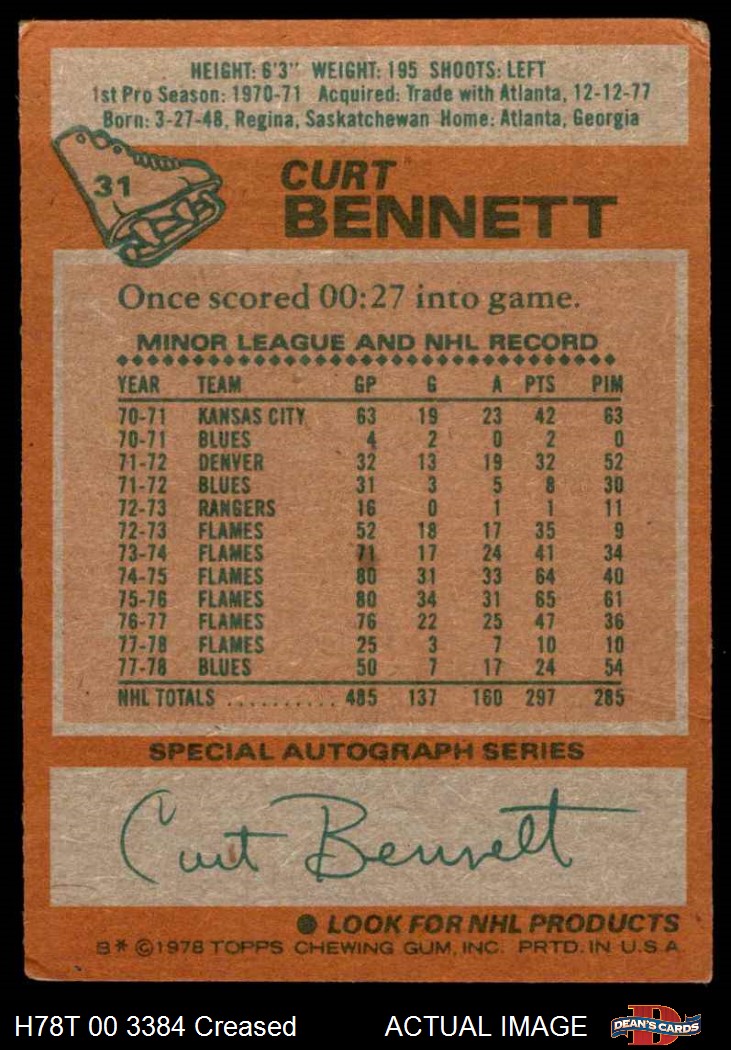 HEIGHT: 6'3" WEIGHT: 195 SHOOTS: LEFT
1st Pro Season: 1970-71 Acquired: Trade with Atlanta, 12-12-77
Born: 3-27-48, Regina, Saskatchewan Home: Atlanta, Georgia
31
CURT
BENNETT
Once scored 00:27 into game.
MINOR LEAGUE AND NHL RECORD
YEAR TEAM GP G A PTS PIM
70-71 KANSAS CITY 63 19 23 42 63
70-71 BLUES 4 2 0 2 0
71-72 DENVER 32 13 19 32 52
71-72 BLUES 31 3 5 8 30
72-73 RANGERS 16 0 1 1 11
72-73 FLAMES 52 18 17 35 9
73-74 FLAMES 71 17 24 41 34
74-75 FLAMES 80 31 33 64 40
75-76 FLAMES 80 34 31 65 61
76-77 FLAMES 76 22 25 47 36
77-78 FLAMES 25 3 7 10 10
77-78 BLUES 50 7 17 24 54
NHL TOTALS .......... 485 137 160 297 285
SPECIAL AUTOGRAPH SERIES
Curt Bennett
● LOOK FOR NHL PRODUCTS
B* ©1978 TOPPS CHEWING GUM, INC. PRTD. IN U.S.A.
H78T 00 3384 Creased ACTUAL IMAGE DEAN'S CARDS